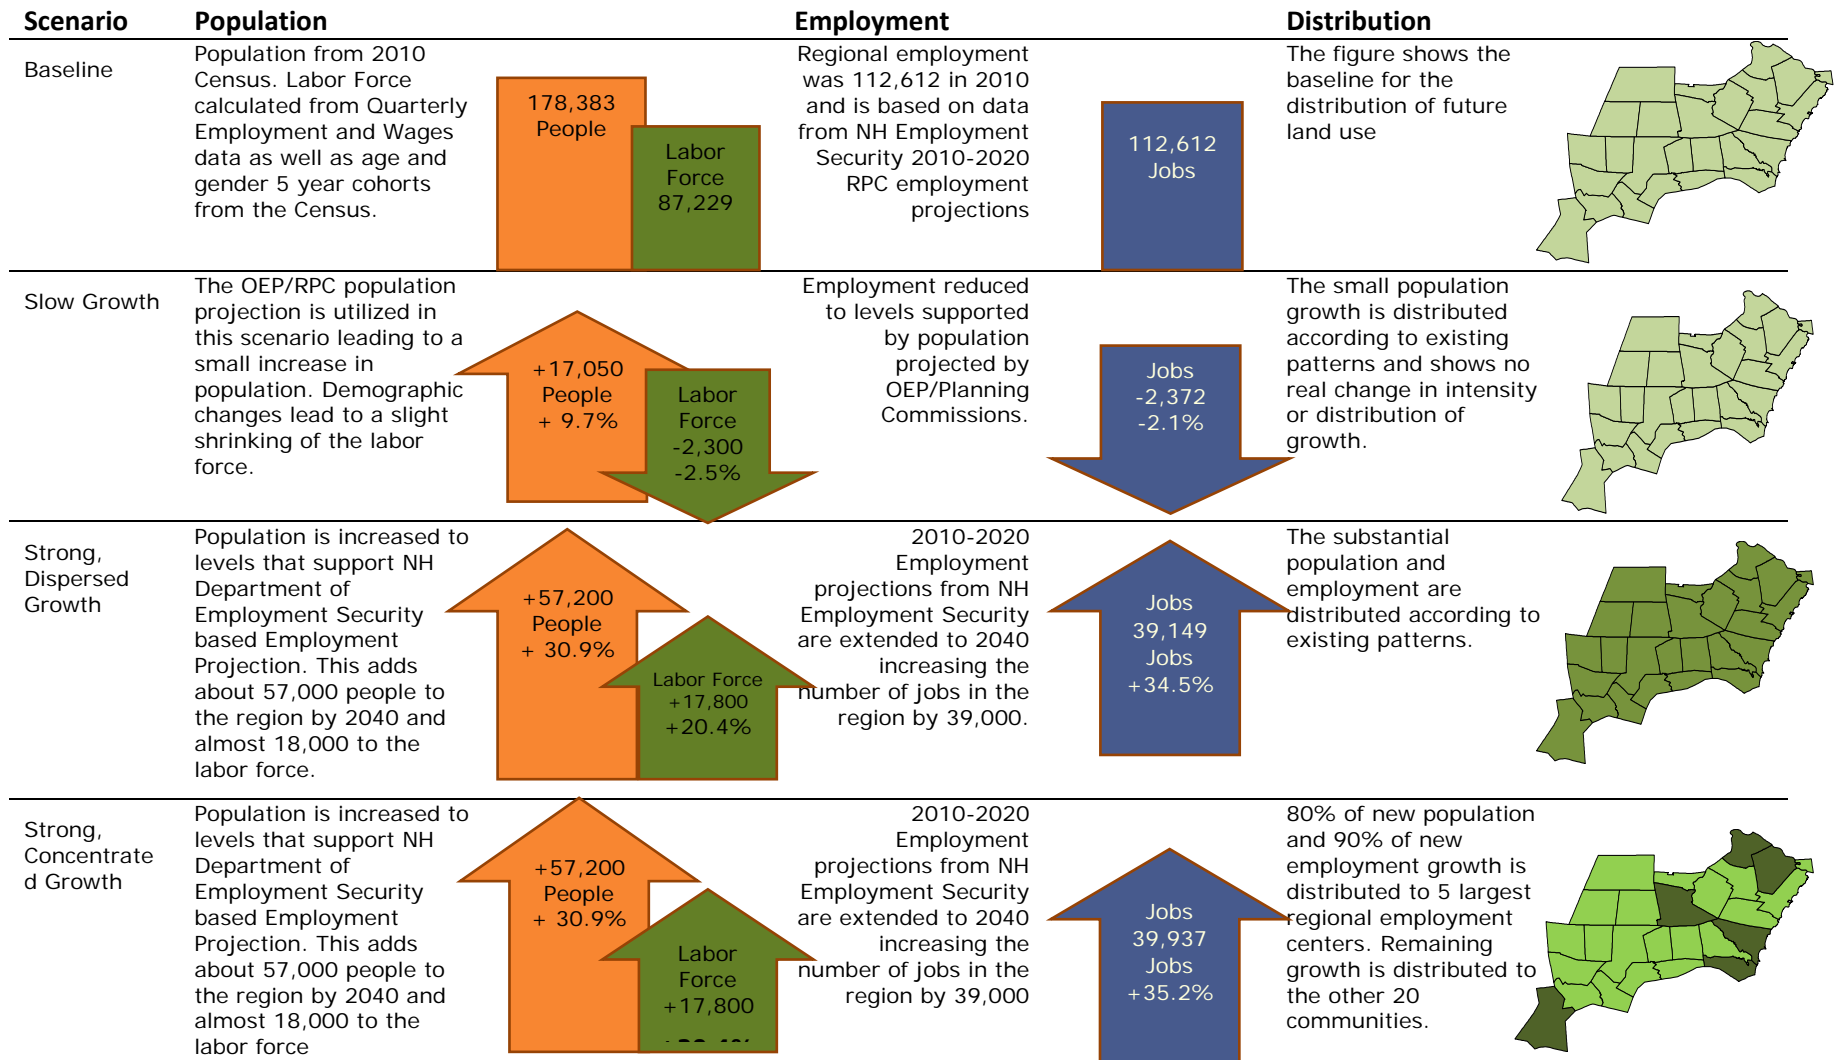 Scenario
Population
Employment
Distribution
Baseline
Population from 2010
Census. Labor Force
calculated from Quarterly
Employment and Wages
data as well as age and
gender 5 year cohorts
from the Census.
178,383
People
Labor
Force
87,229
Regional employment
was 112,612 in 2010
and is based on data
from NH Employment
Security 2010-2020
RPC employment
projections
112,612
Jobs
The figure shows the
baseline for the
distribution of future
land use
Slow Growth
The OEP/RPC population
projection is utilized in
this scenario leading to a
small increase in
population. Demographic
changes lead to a slight
shrinking of the labor
force.
+17,050
People
+ 9.7%
Labor
Force
-2,300
-2.5%
Employment reduced
to levels supported
by population
projected by
OEP/Planning
Commissions.
Jobs
-2,372
-2.1%
The small population
growth is distributed
according to existing
patterns and shows no
real change in intensity
or distribution of
growth.
Strong,
Dispersed
Growth
Population is increased to
levels that support NH
Department of
Employment Security
based Employment
Projection. This adds
about 57,000 people to
the region by 2040 and
almost 18,000 to the
labor force.
+57,200
People
+ 30.9%
Labor Force
+17,800
+20.4%
2010-2020
Employment
projections from NH
Employment Security
are extended to 2040
increasing the
number of jobs in the
region by 39,000.
Jobs
39,149
Jobs
+34.5%
The substantial
population and
employment are
distributed according to
existing patterns.
Strong,
Concentrate
d Growth
Population is increased to
levels that support NH
Department of
Employment Security
based Employment
Projection. This adds
about 57,000 people to
the region by 2040 and
almost 18,000 to the
labor force
+57,200
People
+ 30.9%
Labor
Force
+17,800
2010-2020
Employment
projections from NH
Employment Security
are extended to 2040
increasing the
number of jobs in the
region by 39,000
Jobs
39,937
Jobs
+35.2%
80% of new population
and 90% of new
employment growth is
distributed to 5 largest
regional employment
centers. Remaining
growth is distributed to
the other 20
communities.